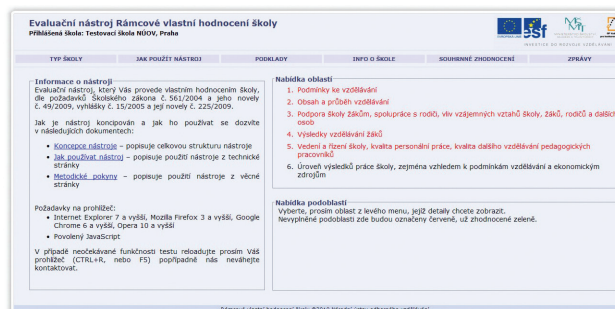 Evaluační nástroj Rámcové vlastní hodnocení školy
Přihlášená škola: Testovací škola NÚOV, Praha
esf
INVESTICE DO ROZVOJE VZDĚLÁVÁNÍ
TYP ŠKOLY JAK POUŽÍT NÁSTROJ PODKLADY INFO O ŠKOLE SOUHRNNÉ ZHODNOCENÍ ZPRÁVY
Informace o nástroji
Evaluační nástroj, který Vás provede vlastním hodnocením školy,
dle požadavků Školského zákona č. 561/2004 a jeho novely
č. 49/2009, vyhlášky č. 15/2005 a její novely č. 225/2009.
Jak je nástroj koncipován a jak ho používat se dozvíte
v následujících dokumentech:
• Koncepce nástroje – popisuje celkovou strukturu nástroje
• Jak používat nástroj – popisuje použití nástroje z technické
stránky
• Metodické pokyny – popisuje použití nástroje z věcné
stránky
Požadavky na prohlížeč:
• Internet Explorer 7 a vyšší, Mozilla Firefox 3 a vyšší, Google
Chrome 6 a vyšší, Opera 10 a vyšší
• Povolený JavaScript
V případě neočekávané funkčnosti testu reloadujte prosím Váš
prohlížeč (CTRL+R, nebo F5) popřípadně nás neváhejte
kontaktovat.
Nabídka oblastí
1. Podmínky ke vzdělávání
2. Obsah a průběh vzdělávání
3. Podpora školy žákům, spolupráce s rodiči, vliv vzájemných vztahů školy, žáků, rodičů a dalších
osob
4. Výsledky vzdělávání žáků
5. Vedení a řízení školy, kvalita personální práce, kvalita dalšího vzdělávání pedagogických
pracovníků
6. Úroveň výsledků práce školy, zejména vzhledem k podmínkám vzdělávání a ekonomickým
zdrojům
Nabídka podoblastí
Vyberte, prosím oblast z levého menu, jejíž detaily chcete zobrazit.
Nevyplněné podoblasti zde budou označeny červeně, už zhodnocené zeleně.